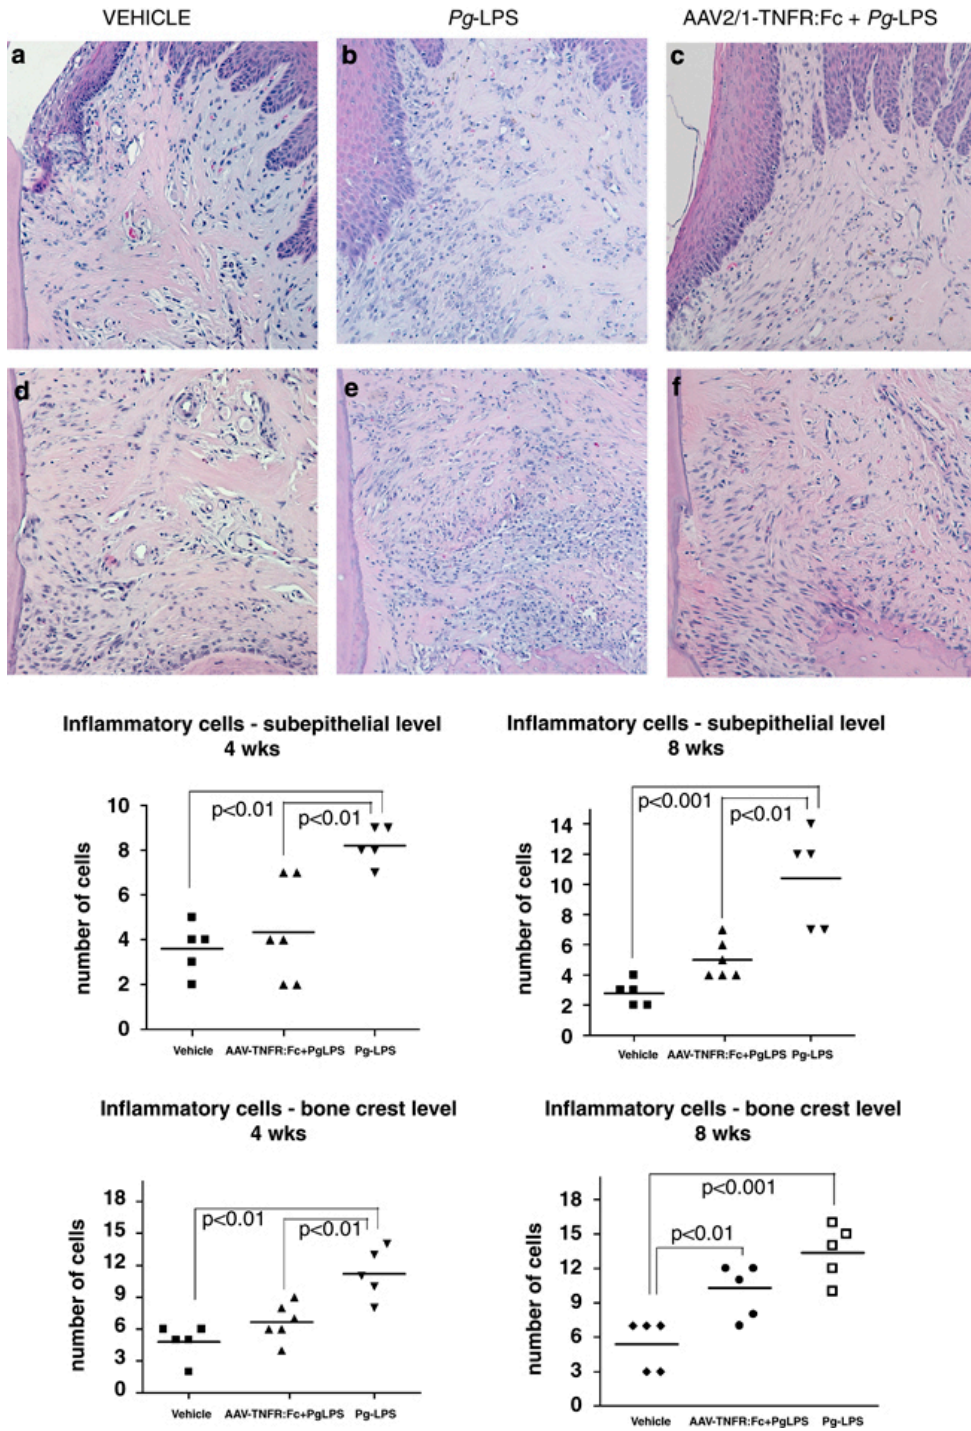 VEHICLE
Pg-LPS
AAV2/1-TNFR:Fc + Pg-LPS
a
b
c
d
e
f
Inflammatory cells - subepithelial level
4 wks
number of cells
10
8
6
4
2
0
p<0.01
p<0.01
Vehicle
AAV-TNFR:Fc+PgLPS
Pg-LPS
Inflammatory cells - subepithelial level
8 wks
number of cells
14
12
10
8
6
4
2
0
p<0.001
p<0.01
Vehicle
AAV-TNFR:Fc+PgLPS
Pg-LPS
Inflammatory cells - bone crest level
4 wks
number of cells
18
15
12
9
6
3
0
p<0.01
p<0.01
Vehicle
AAV-TNFR:Fc+PgLPS
Pg-LPS
Inflammatory cells - bone crest level
8 wks
number of cells
18
15
12
9
6
3
0
p<0.001
p<0.01
Vehicle
AAV-TNFR:Fc+PgLPS
Pg-LPS